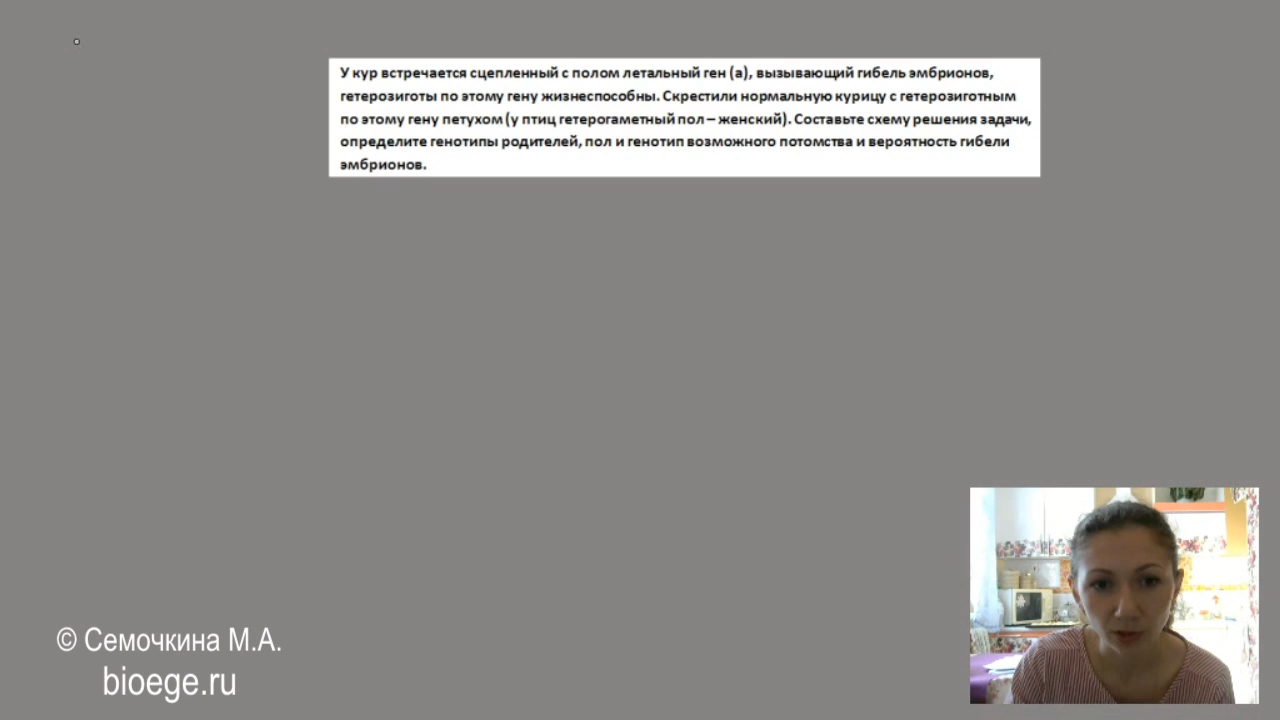 У кур встречается сцепленный с полом летальный ген (а), вызывающий гибель эмбрионов,
гетерозиготы по этому гену жизнеспособны. Скрестили нормальную курицу с гетерозиготным
по этому гену петухом (у птиц гетерогаметный пол – женский). Составьте схему решения задачи,
определите генотипы родителей, пол и генотип возможного потомства и вероятность гибели
эмбрионов.
© Семочкина М.А.
bioege.ru